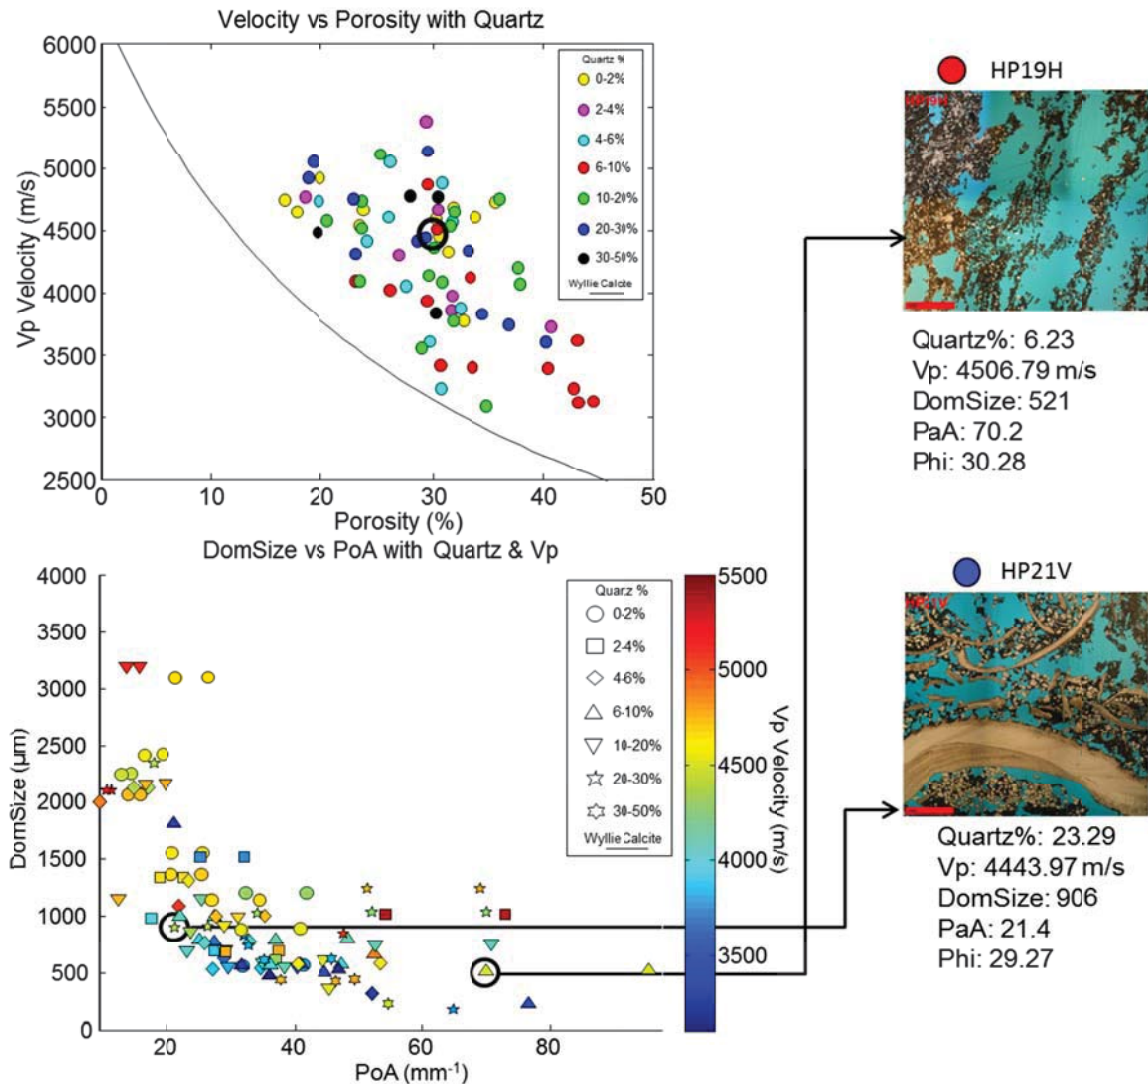 Velocity vs Porosity with Quartz
6000
5500
5000
4500
4000
3500
3000
2500
0
10
20
30
40
50
Vp Velocity (m/s)
Porosity (%)
Quartz %
0-2%
2-4%
4-6%
6-10%
10-20%
20-30%
30-50%
Wyllie Calcite
HP19H
Quartz%: 6.23
Vp: 4506.79 m/s
DomSize: 521
PaA: 70.2
Phi: 30.28
DomSize vs PoA with Quartz & Vp
4000
3500
3000
2500
2000
1500
1000
500
0
20
40
60
80
DomSize (µm)
PoA (mm⁻¹)
Quartz %
0-2%
2-4%
4-6%
6-10%
10-20%
20-30%
30-50%
Wyllie Calcite
5500
5000
4500
4000
3500
Vp Velocity (m/s)
HP21V
Quartz%: 23.29
Vp: 4443.97 m/s
DomSize: 906
PaA: 21.4
Phi: 29.27